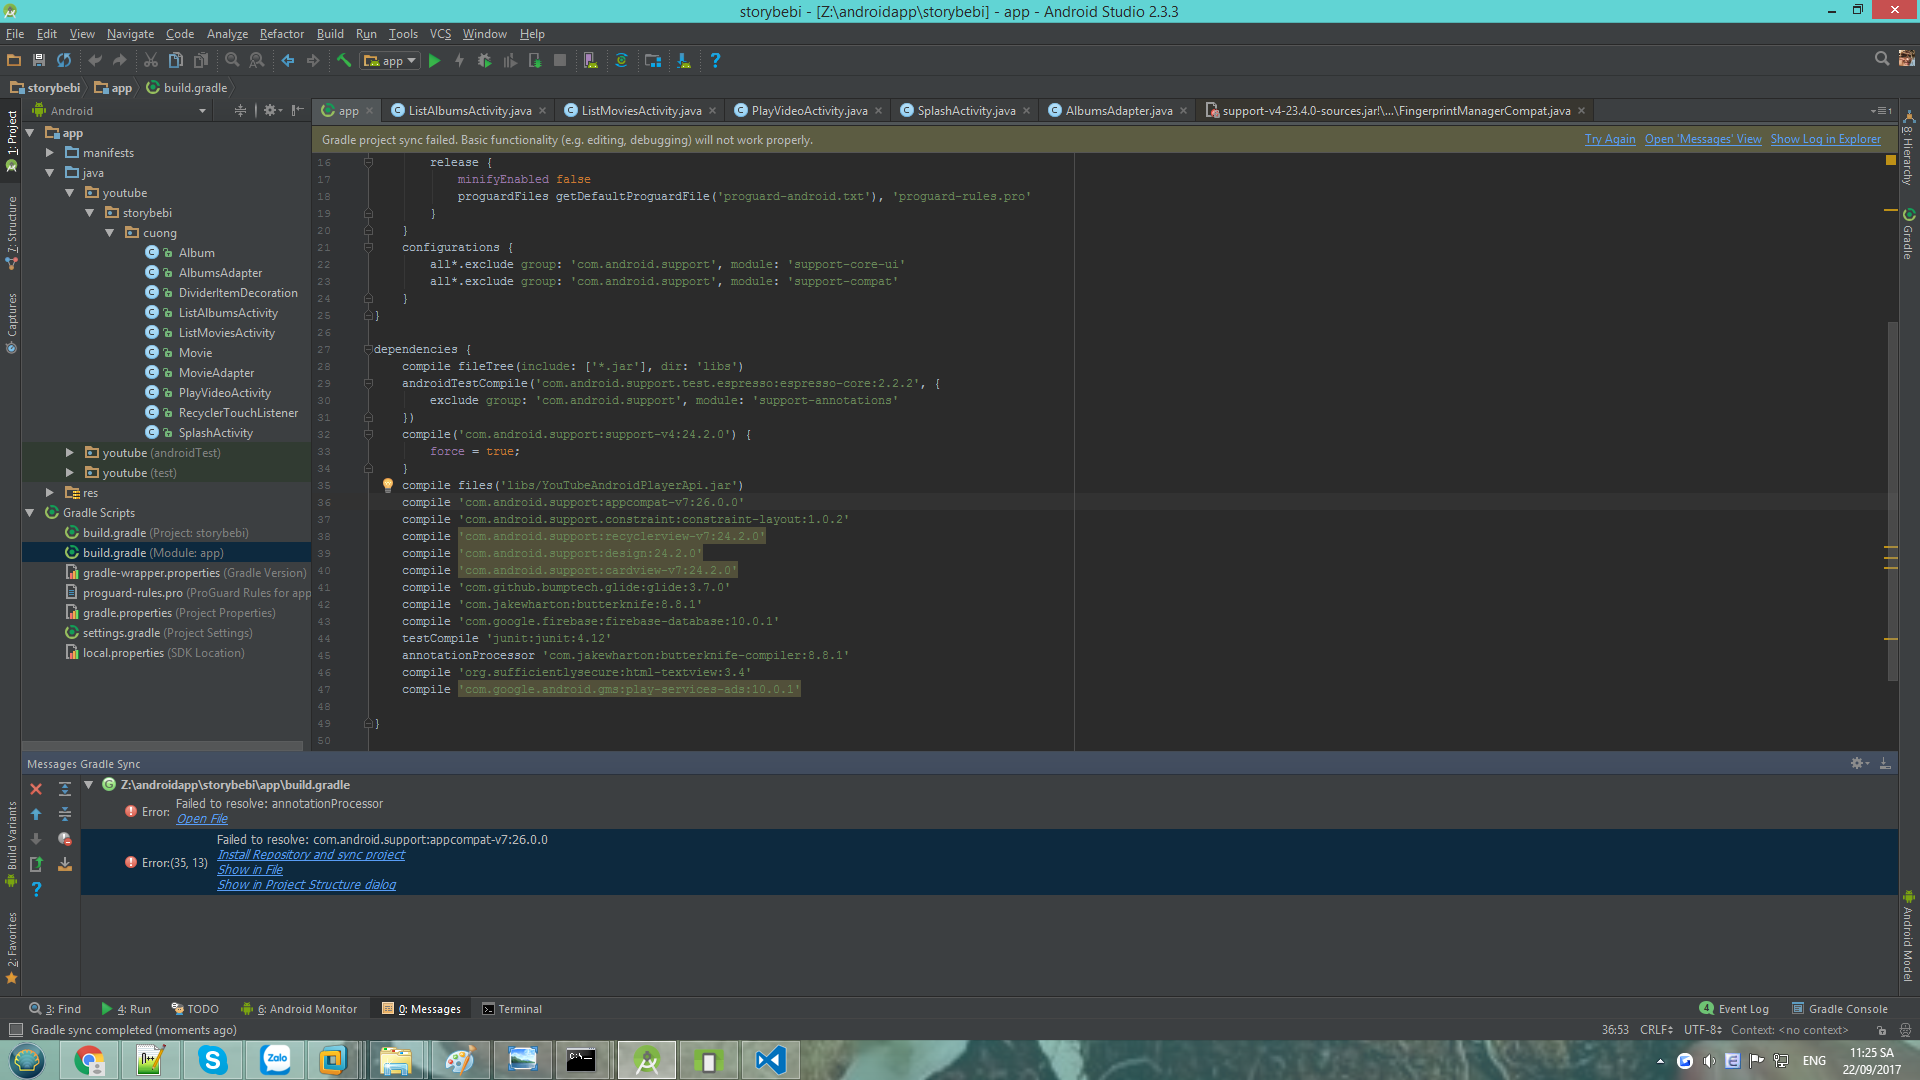 storybebi - [Z:\androidapp\storybebi] - app - Android Studio 2.3.3
File Edit View Navigate Code Analyze Refactor Build Run Tools VCS Window Help
app
storybebi app build.gradle
Android
app ListAlbumsActivity.java ListMoviesActivity.java PlayVideoActivity.java SplashActivity.java AlbumsAdapter.java support-v4-23.4.0-sources.jar!\...\FingerprintManagerCompat.java
Gradle project sync failed. Basic functionality (e.g. editing, debugging) will not work properly. Try Again Open 'Messages' View Show Log in Explorer
1: Project
7: Structure
Captures
Build Variants
2: Favorites
app
manifests
java
youtube
storybebi
cuong
Album
AlbumsAdapter
DividerItemDecoration
ListAlbumsActivity
ListMoviesActivity
Movie
MovieAdapter
PlayVideoActivity
RecyclerTouchListener
SplashActivity
youtube (androidTest)
youtube (test)
res
Gradle Scripts
build.gradle (Project: storybebi)
build.gradle (Module: app)
gradle-wrapper.properties (Gradle Version)
proguard-rules.pro (ProGuard Rules for app
gradle.properties (Project Properties)
settings.gradle (Project Settings)
local.properties (SDK Location)
16 release {
17 minifyEnabled false
18 proguardFiles getDefaultProguardFile('proguard-android.txt'), 'proguard-rules.pro'
19 }
20 }
21 configurations {
22 all*.exclude group: 'com.android.support', module: 'support-core-ui'
23 all*.exclude group: 'com.android.support', module: 'support-compat'
24 }
25 }
26
27 dependencies {
28 compile fileTree(include: ['*.jar'], dir: 'libs')
29 androidTestCompile('com.android.support.test.espresso:espresso-core:2.2.2', {
30 exclude group: 'com.android.support', module: 'support-annotations'
31 })
32 compile('com.android.support:support-v4:24.2.0') {
33 force = true;
34 }
35 compile files('libs/YouTubeAndroidPlayerApi.jar')
36 compile 'com.android.support:appcompat-v7:26.0.0'
37 compile 'com.android.support.constraint:constraint-layout:1.0.2'
38 compile 'com.android.support:recyclerview-v7:24.2.0'
39 compile 'com.android.support:design:24.2.0'
40 compile 'com.android.support:cardview-v7:24.2.0'
41 compile 'com.github.bumptech.glide:glide:3.7.0'
42 compile 'com.jakewharton:butterknife:8.8.1'
43 compile 'com.google.firebase:firebase-database:10.0.1'
44 testCompile 'junit:junit:4.12'
45 annotationProcessor 'com.jakewharton:butterknife-compiler:8.8.1'
46 compile 'org.sufficientlysecure:html-textview:3.4'
47 compile 'com.google.android.gms:play-services-ads:10.0.1'
48
49 }
50
8: Hierarchy
Gradle
Android Model
Messages Gradle Sync
Z:\androidapp\storybebi\app\build.gradle
Error: Failed to resolve: annotationProcessor
Open File
Failed to resolve: com.android.support:appcompat-v7:26.0.0
Error:(35, 13) Install Repository and sync project
Show in File
Show in Project Structure dialog
3: Find 4: Run TODO 6: Android Monitor 0: Messages Terminal 4 Event Log Gradle Console
Gradle sync completed (moments ago) 36:53 CRLF UTF-8 Context: <no context>
Zalo
C:\_
ENG
11:25 SA
22/09/2017